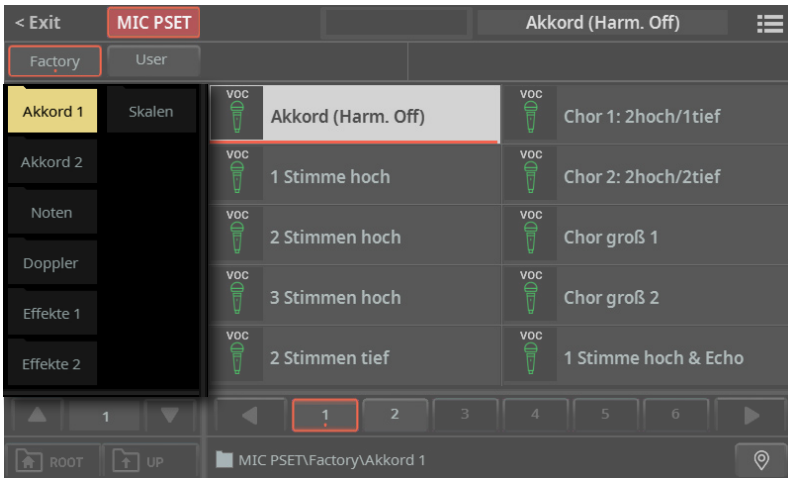 < Exit MIC PSET Akkord (Harm. Off)
Factory User
Akkord 1 Skalen VOC Akkord (Harm. Off) VOC Chor 1: 2hoch/1tief
Akkord 2 VOC 1 Stimme hoch VOC Chor 2: 2hoch/2tief
Noten VOC 2 Stimmen hoch VOC Chor groß 1
Doppler
Effekte 1 VOC 3 Stimmen hoch VOC Chor groß 2
Effekte 2 VOC 2 Stimmen tief VOC 1 Stimme hoch & Echo
1 1 2 3 4 5 6
ROOT UP MIC PSET\Factory\Akkord 1